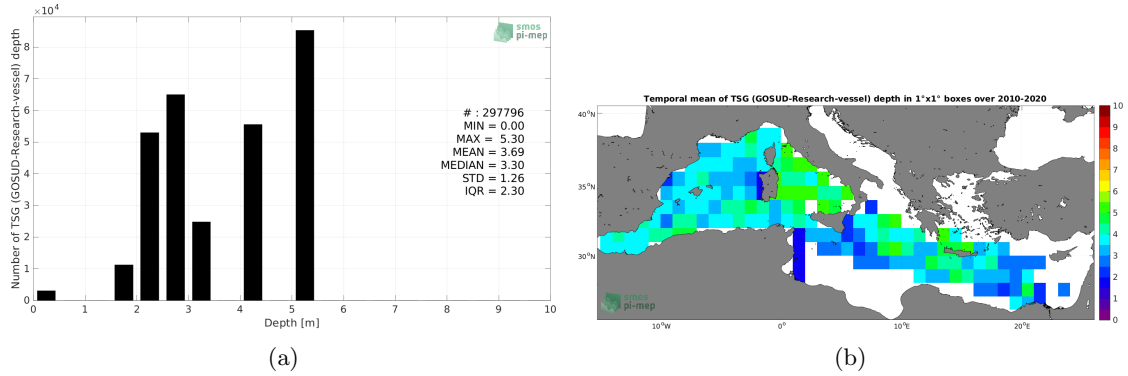 ×10⁴
8
7
6
5
4
3
2
1
0
Number of TSG (GOSUD-Research-vessel) depth
0 1 2 3 4 5 6 7 8 9 10
Depth [m]
smos
pi-mep
# : 297796
MIN = 0.00
MAX = 5.30
MEAN = 3.69
MEDIAN = 3.30
STD = 1.26
IQR = 2.30
(a)
Temporal mean of TSG (GOSUD-Research-vessel) depth in 1°x1° boxes over 2010-2020
40°N
35°N
30°N
10°W 0° 10°E 20°E
smos
pi-mep
10
9
8
7
6
5
4
3
2
1
0
(b)